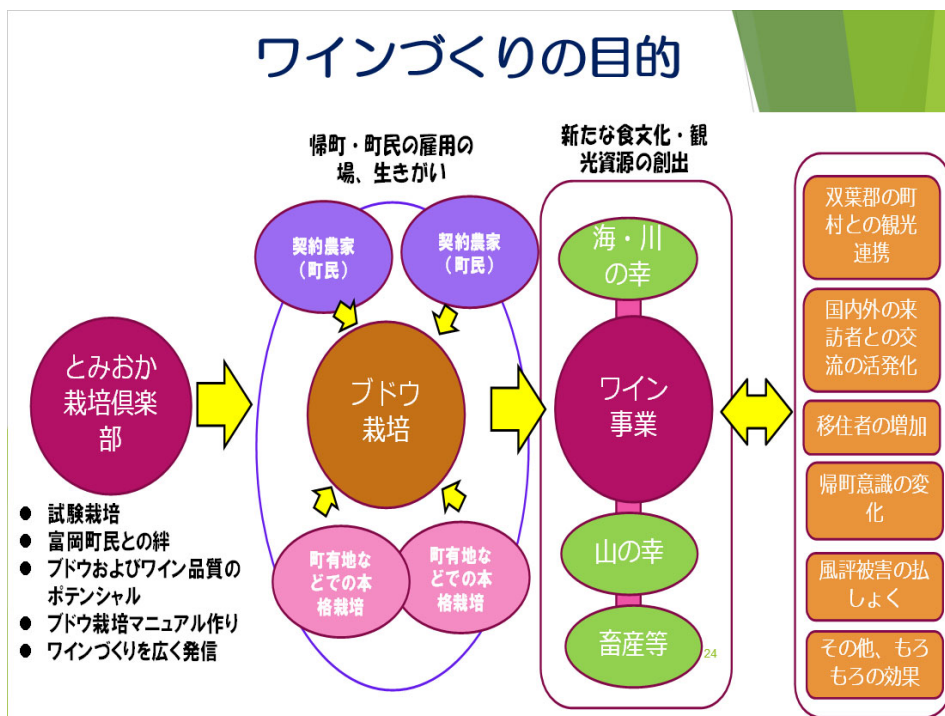 ワインづくりの目的
帰町・町民の雇用の
場、生きがい
新たな食文化・観
光資源の創出
契約農家
(町民)
契約農家
(町民)
とみおか
栽培倶楽
部
ブドウ
栽培
町有地な
どでの本
格栽培
町有地な
どでの本
格栽培
● 試験栽培
● 富岡町民との絆
● ブドウおよびワイン品質の
ポテンシャル
● ブドウ栽培マニュアル作り
● ワインづくりを広く発信
海・川
の幸
ワイン
事業
山の幸
畜産等
24
双葉郡の町
村との観光
連携
国内外の来
訪者との交
流の活発化
移住者の増加
帰町意識の変
化
風評被害の払
しょく
その他、もろ
もろの効果